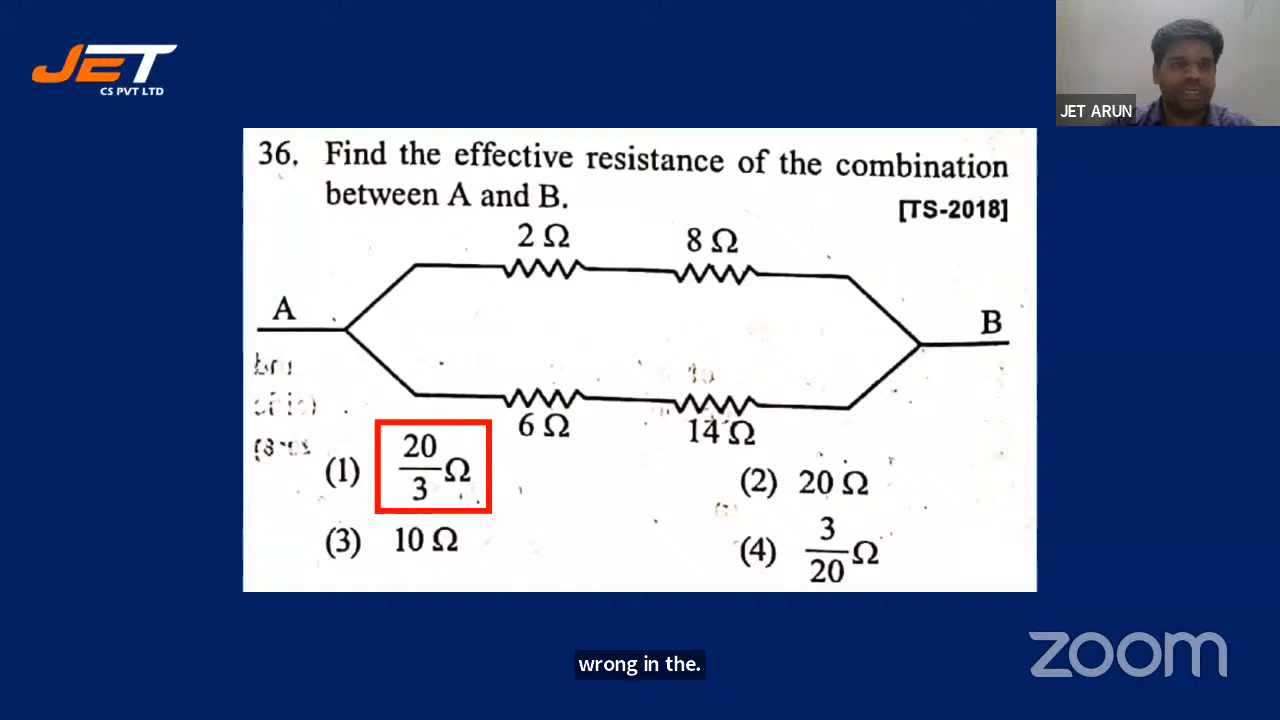 JET
CS PVT LTD
JET ARUN
36. Find the effective resistance of the combination
between A and B.
[TS-2018]
2 Ω 8 Ω
A
B
6 Ω 14 Ω
(1) 20/3 Ω
(2) 20 Ω
(3) 10 Ω
(4) 3/20 Ω
wrong in the.
zoom